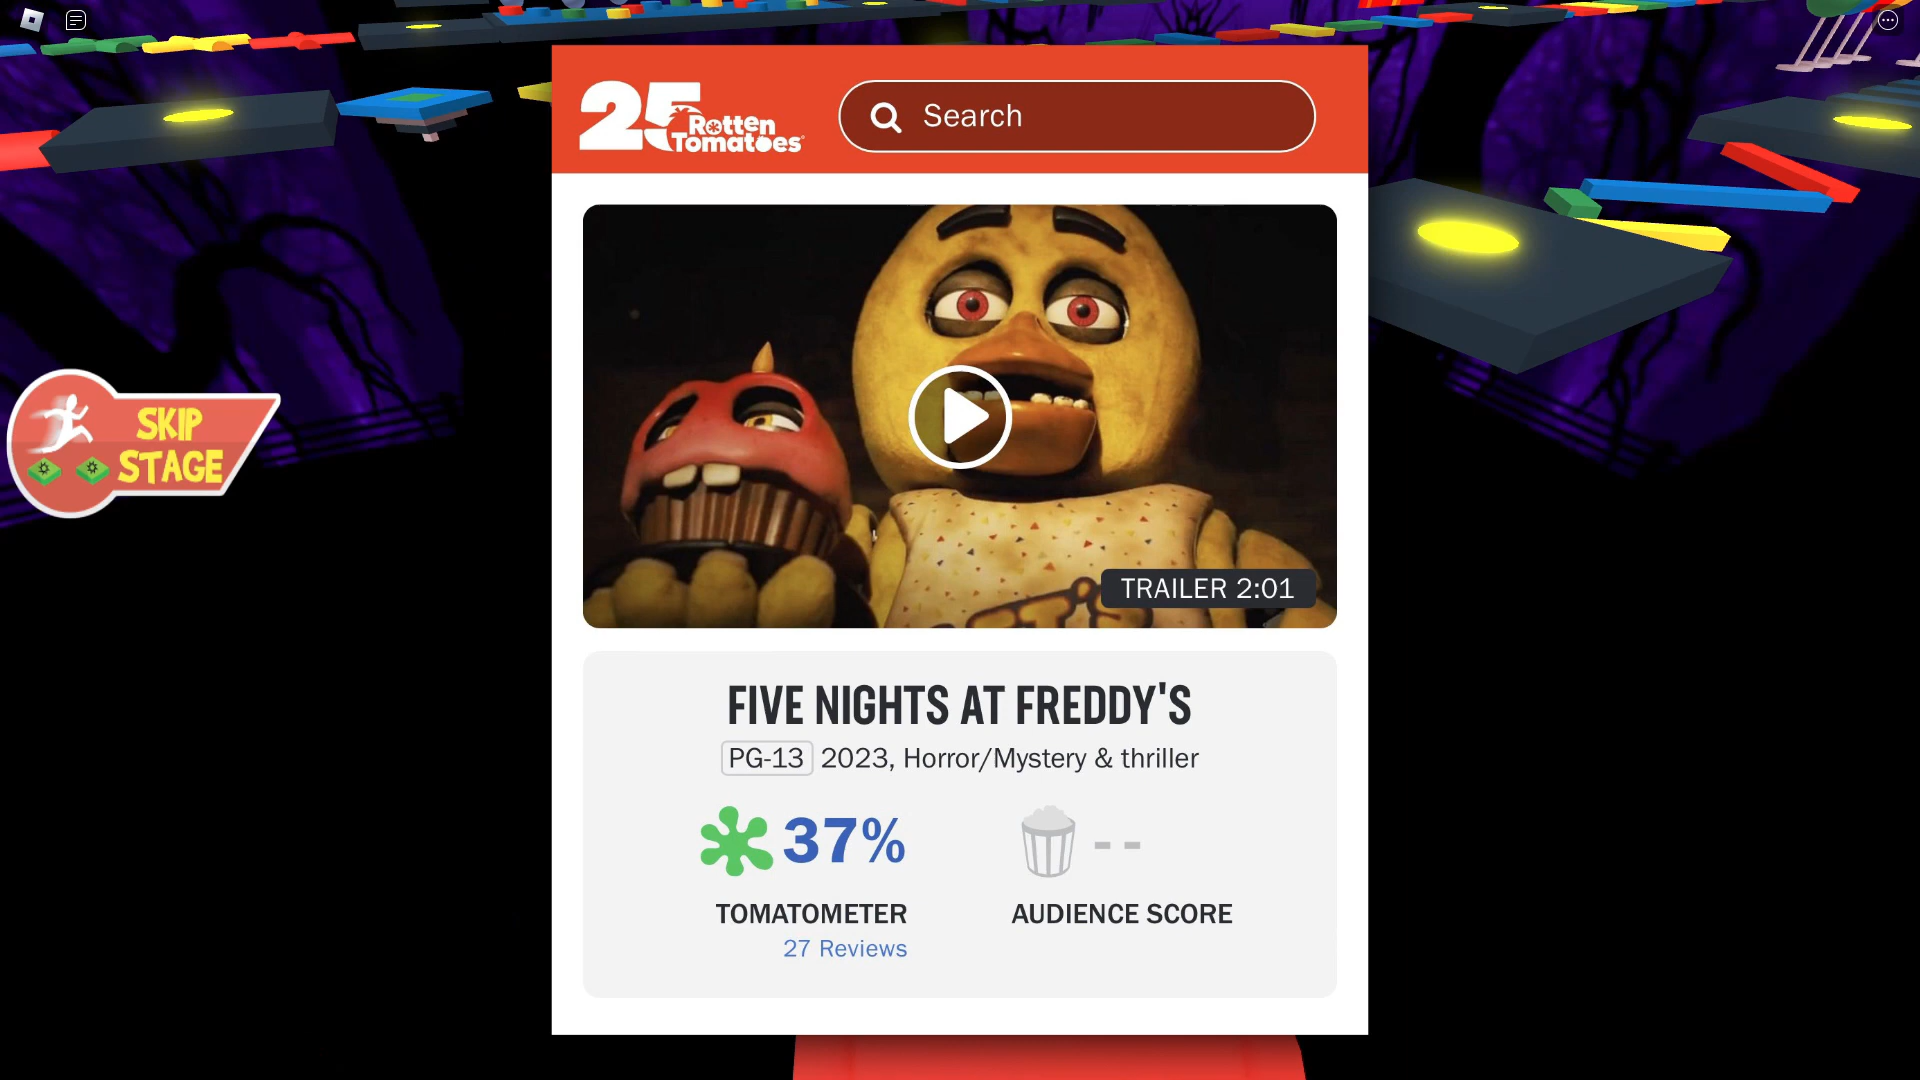 25 Rotten
Tomatoes
Search
SKIP
STAGE
TRAILER 2:01
FIVE NIGHTS AT FREDDY'S
PG-13 2023, Horror/Mystery & thriller
37%
--
TOMATOMETER
AUDIENCE SCORE
27 Reviews